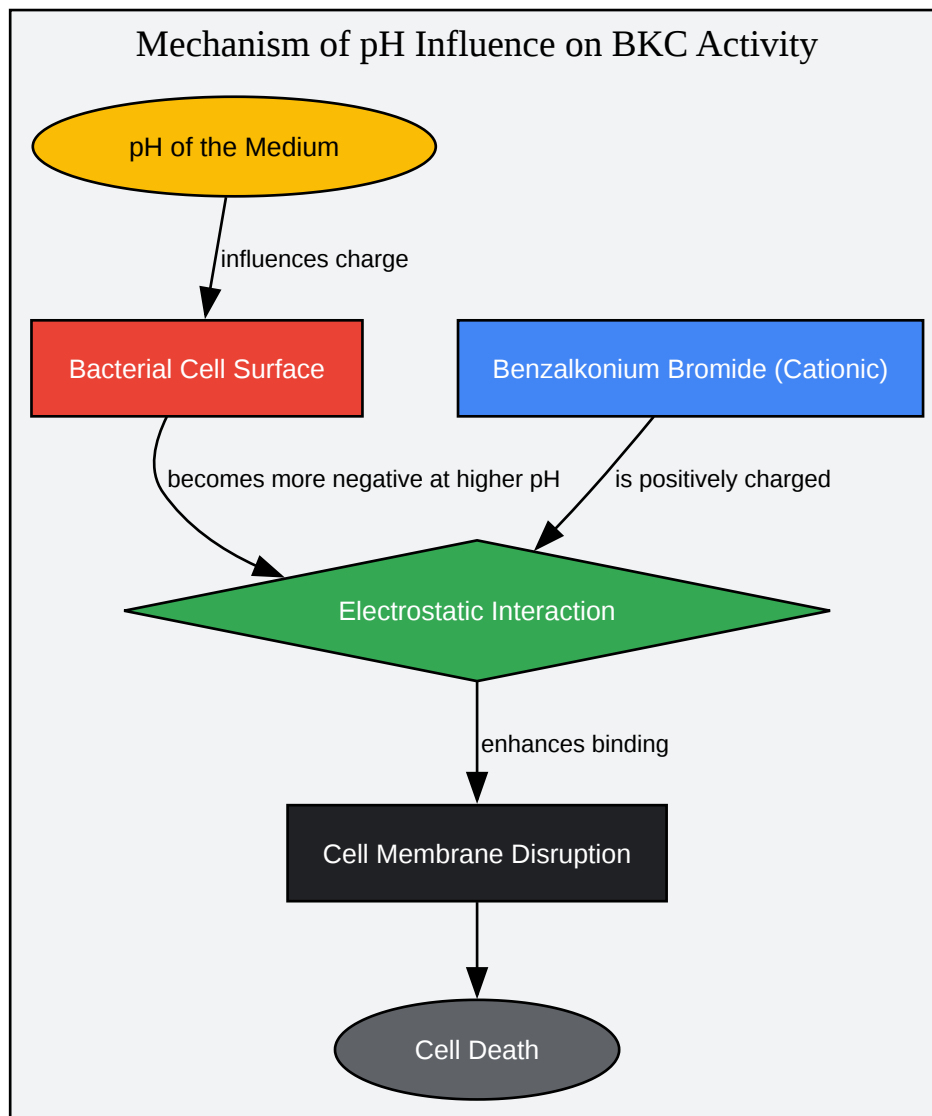 Mechanism of pH Influence on BKC Activity
pH of the Medium
influences charge
Bacterial Cell Surface
Benzalkonium Bromide (Cationic)
becomes more negative at higher pH
is positively charged
Electrostatic Interaction
enhances binding
Cell Membrane Disruption
Cell Death